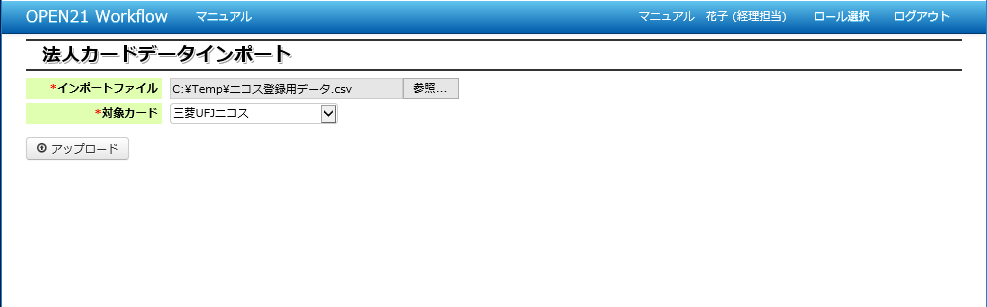 OPEN21 Workflow マニュアル マニュアル 花子 (経理担当) ロール選択 ログアウト
法人カードデータインポート
*インポートファイル C:¥Temp¥ニコス登録用データ.csv 参照...
*対象カード 三菱UFJニコス
アップロード